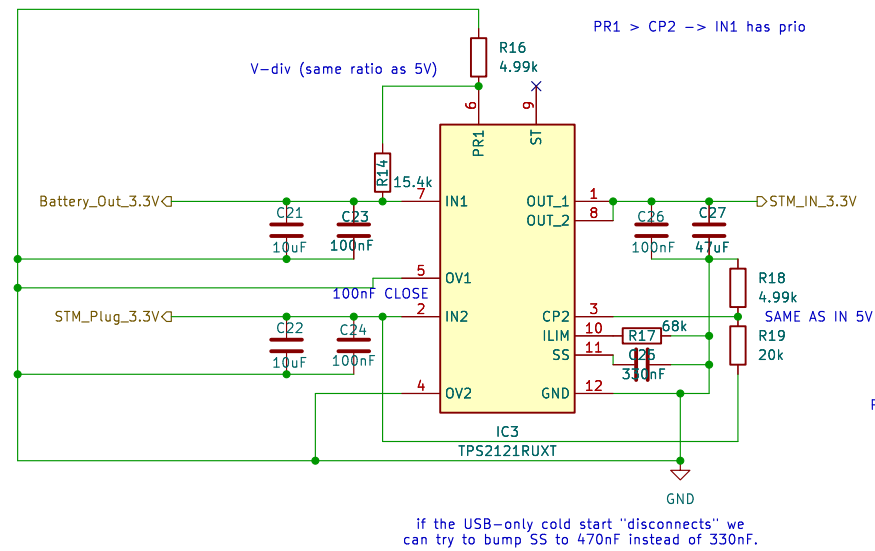 PR1 > CP2 -> IN1 has prio
R16
4.99k
V-div (same ratio as 5V)
6
9
PR1
ST
R14
15.4k
Battery_Out_3.3V
7
IN1
OUT_1
1
STM_IN_3.3V
C21
C23
OUT_2
8
C26
C27
10uF
100nF
100nF
47uF
5
OV1
R18
4.99k
100nF CLOSE
STM_Plug_3.3V
2
IN2
CP2
3
SAME AS IN 5V
C22
C24
ILIM
10
R17
68k
R19
20k
10uF
100nF
SS
11
C25
330nF
4
OV2
GND
12
IC3
TPS2121RUXT
GND
if the USB-only cold start "disconnects" we
can try to bump SS to 470nF instead of 330nF.